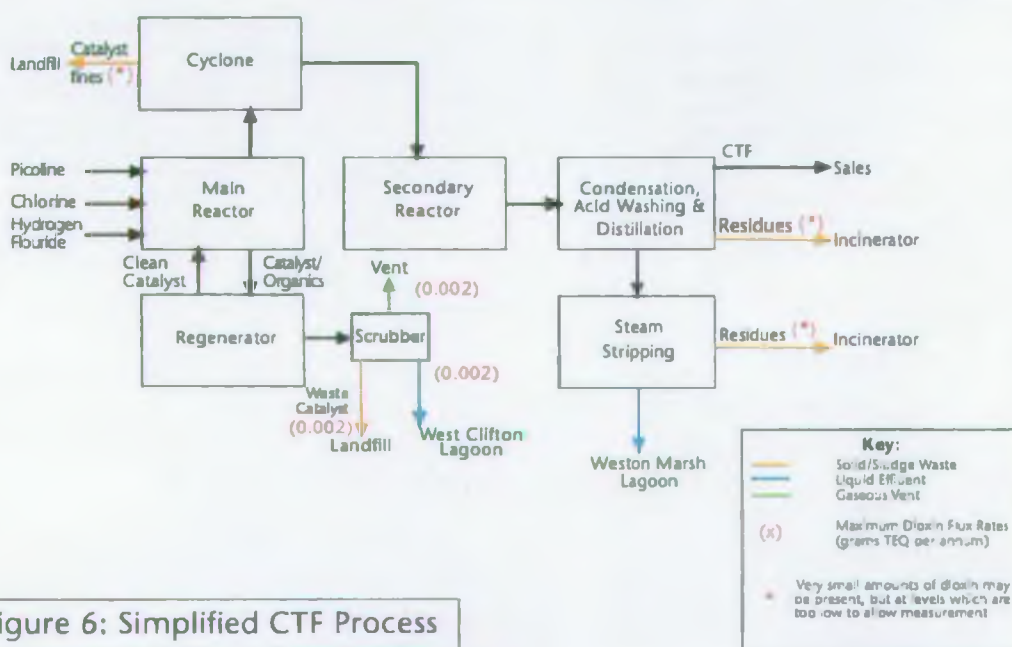 Landfill
Catalyst
fines (*)
Cyclone
Picoline
Chlorine
Hydrogen
Flouride
Main
Reactor
Secondary
Reactor
Condensation,
Acid Washing &
Distillation
CTF
Sales
Residues (*)
Incinerator
Clean
Catalyst
Catalyst/
Organics
Vent
(0.002)
Regenerator
Scrubber
(0.002)
Steam
Stripping
Residues (*)
Incinerator
Waste
Catalyst
(0.002)
Landfill
West Clifton
Lagoon
Weston Marsh
Lagoon
Key:
Solid/Sludge Waste
Liquid Effluent
Gaseous Vent
(x) Maximum Dioxin Flux Rates
(grams TEQ per annum)
* Very small amounts of dioxin may
be present, but at levels which are
too low to allow measurement
igure 6: Simplified CTF Process